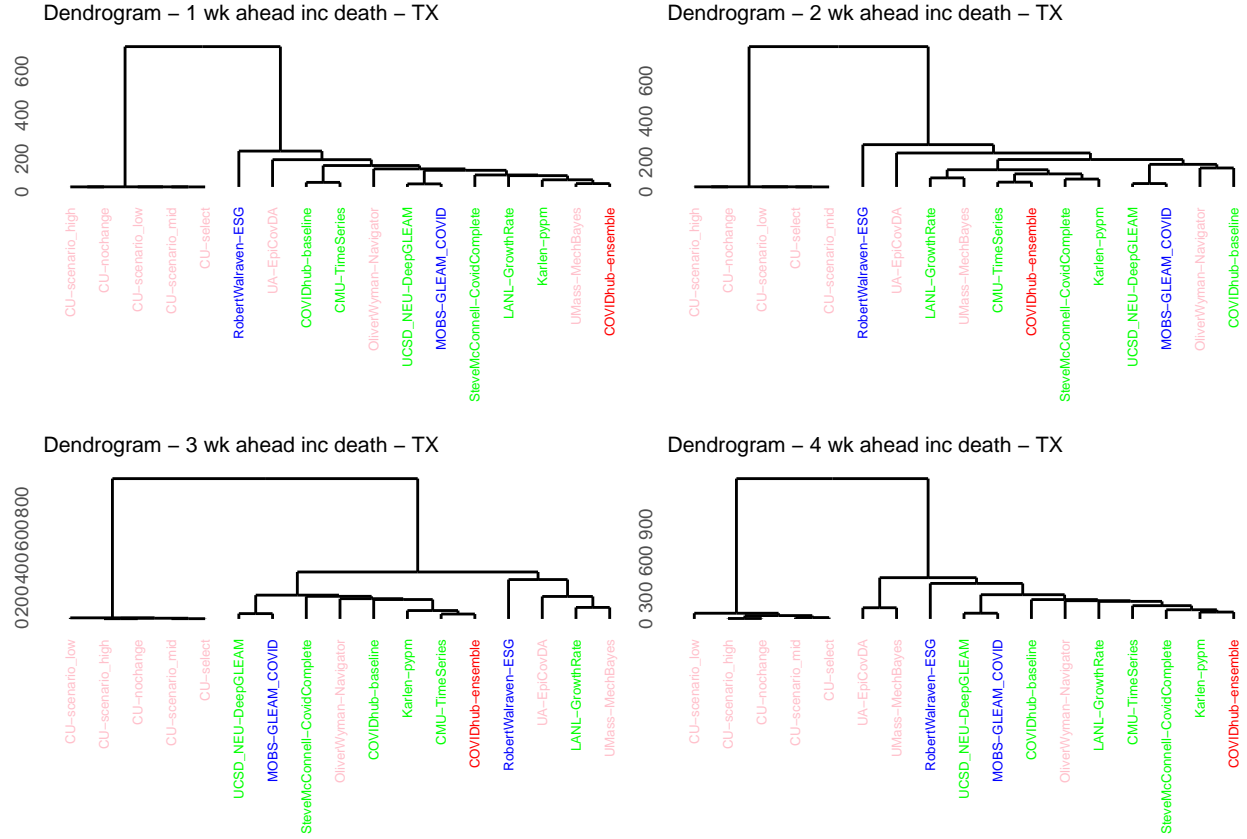 Dendrogram − 1 wk ahead inc death − TX
0 200 400 600
CU−scenario_high
CU−nochange
CU−scenario_low
CU−scenario_mid
CU−select
RobertWalraven−ESG
UA−EpiCovDA
COVIDhub−baseline
CMU−TimeSeries
OliverWyman−Navigator
UCSD_NEU−DeepGLEAM
MOBS−GLEAM_COVID
SteveMcConnell−CovidComplete
LANL−GrowthRate
Karlen−pypm
UMass−MechBayes
COVIDhub−ensemble
Dendrogram − 2 wk ahead inc death − TX
0 200 400 600
CU−scenario_high
CU−nochange
CU−scenario_low
CU−select
CU−scenario_mid
RobertWalraven−ESG
UA−EpiCovDA
LANL−GrowthRate
UMass−MechBayes
CMU−TimeSeries
COVIDhub−ensemble
SteveMcConnell−CovidComplete
Karlen−pypm
UCSD_NEU−DeepGLEAM
MOBS−GLEAM_COVID
OliverWyman−Navigator
COVIDhub−baseline
Dendrogram − 3 wk ahead inc death − TX
0200400600800
CU−scenario_low
CU−scenario_high
CU−nochange
CU−scenario_mid
CU−select
UCSD_NEU−DeepGLEAM
MOBS−GLEAM_COVID
SteveMcConnell−CovidComplete
OliverWyman−Navigator
COVIDhub−baseline
Karlen−pypm
CMU−TimeSeries
COVIDhub−ensemble
RobertWalraven−ESG
UA−EpiCovDA
LANL−GrowthRate
UMass−MechBayes
Dendrogram − 4 wk ahead inc death − TX
0 300 600 900
CU−scenario_low
CU−scenario_high
CU−nochange
CU−scenario_mid
CU−select
UA−EpiCovDA
UMass−MechBayes
RobertWalraven−ESG
UCSD_NEU−DeepGLEAM
MOBS−GLEAM_COVID
COVIDhub−baseline
OliverWyman−Navigator
LANL−GrowthRate
CMU−TimeSeries
SteveMcConnell−CovidComplete
Karlen−pypm
COVIDhub−ensemble